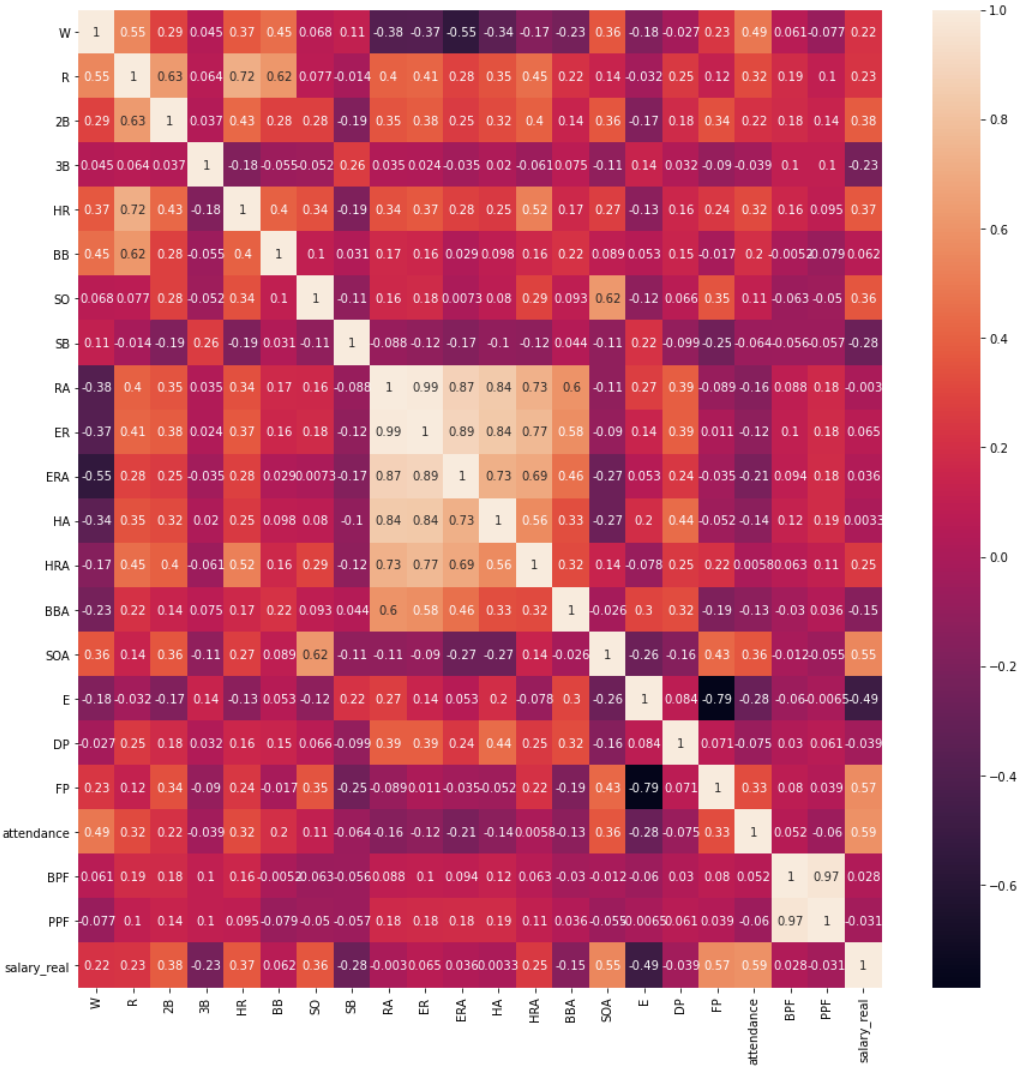 W 1 0.55 0.29 0.045 0.37 0.45 0.068 0.11 -0.38 -0.37 -0.55 -0.34 -0.17 -0.23 0.36 -0.18 -0.027 0.23 0.49 0.061 -0.077 0.22
R 0.55 1 0.63 0.064 0.72 0.62 0.077 -0.014 0.4 0.41 0.28 0.35 0.45 0.22 0.14 -0.032 0.25 0.12 0.32 0.19 0.1 0.23
2B 0.29 0.63 1 0.037 0.43 0.28 0.28 -0.19 0.35 0.38 0.25 0.32 0.4 0.14 0.36 -0.17 0.18 0.34 0.22 0.18 0.14 0.38
3B 0.045 0.064 0.037 1 -0.18 -0.055 -0.052 0.26 0.035 0.024 -0.035 0.02 -0.061 0.075 -0.11 0.14 0.032 -0.09 -0.039 0.1 0.1 -0.23
HR 0.37 0.72 0.43 -0.18 1 0.4 0.34 -0.19 0.34 0.37 0.28 0.25 0.52 0.17 0.27 -0.13 0.16 0.24 0.32 0.16 0.095 0.37
BB 0.45 0.62 0.28 -0.055 0.4 1 0.1 0.031 0.17 0.16 0.029 0.098 0.16 0.22 0.089 0.053 0.15 -0.017 0.2 -0.0052 -0.079 0.062
SO 0.068 0.077 0.28 -0.052 0.34 0.1 1 -0.11 0.16 0.18 0.0073 0.08 0.29 0.093 0.62 -0.12 0.066 0.35 0.11 -0.063 -0.05 0.36
SB 0.11 -0.014 -0.19 0.26 -0.19 0.031 -0.11 1 -0.088 -0.12 -0.17 -0.1 -0.12 0.044 -0.11 0.22 -0.099 -0.25 -0.064 -0.056 -0.057 -0.28
RA -0.38 0.4 0.35 0.035 0.34 0.17 0.16 -0.088 1 0.99 0.87 0.84 0.73 0.6 -0.11 0.27 0.39 -0.089 -0.16 0.088 0.18 -0.003
ER -0.37 0.41 0.38 0.024 0.37 0.16 0.18 -0.12 0.99 1 0.89 0.84 0.77 0.58 -0.09 0.14 0.39 0.011 -0.12 0.1 0.18 0.065
ERA -0.55 0.28 0.25 -0.035 0.28 0.029 0.0073 -0.17 0.87 0.89 1 0.73 0.69 0.46 -0.27 0.053 0.24 -0.035 -0.21 0.094 0.18 0.036
HA -0.34 0.35 0.32 0.02 0.25 0.098 0.08 -0.1 0.84 0.84 0.73 1 0.56 0.33 -0.27 0.2 0.44 -0.052 -0.14 0.12 0.19 0.0033
HRA -0.17 0.45 0.4 -0.061 0.52 0.16 0.29 -0.12 0.73 0.77 0.69 0.56 1 0.32 0.14 -0.078 0.25 0.22 0.0058 0.063 0.11 0.25
BBA -0.23 0.22 0.14 0.075 0.17 0.22 0.093 0.044 0.6 0.58 0.46 0.33 0.32 1 -0.026 0.3 0.32 -0.19 -0.13 -0.03 0.036 -0.15
SOA 0.36 0.14 0.36 -0.11 0.27 0.089 0.62 -0.11 -0.11 -0.09 -0.27 -0.27 0.14 -0.026 1 -0.26 -0.16 0.43 0.36 -0.012 -0.055 0.55
E -0.18 -0.032 -0.17 0.14 -0.13 0.053 -0.12 0.22 0.27 0.14 0.053 0.2 -0.078 0.3 -0.26 1 0.084 -0.79 -0.28 -0.06 -0.0065 -0.49
DP -0.027 0.25 0.18 0.032 0.16 0.15 0.066 -0.099 0.39 0.39 0.24 0.44 0.25 0.32 -0.16 0.084 1 0.071 -0.075 0.03 0.061 -0.039
FP 0.23 0.12 0.34 -0.09 0.24 -0.017 0.35 -0.25 -0.089 0.011 -0.035 -0.052 0.22 -0.19 0.43 -0.79 0.071 1 0.33 0.08 0.039 0.57
attendance 0.49 0.32 0.22 -0.039 0.32 0.2 0.11 -0.064 -0.16 -0.12 -0.21 -0.14 0.0058 -0.13 0.36 -0.28 -0.075 0.33 1 0.052 -0.06 0.59
BPF 0.061 0.19 0.18 0.1 0.16 -0.0052 -0.063 -0.056 0.088 0.1 0.094 0.12 0.063 -0.03 -0.012 -0.06 0.03 0.08 0.052 1 0.97 0.028
PPF -0.077 0.1 0.14 0.1 0.095 -0.079 -0.05 -0.057 0.18 0.18 0.18 0.19 0.11 0.036 -0.055 -0.0065 0.061 0.039 -0.06 0.97 1 -0.031
salary_real 0.22 0.23 0.38 -0.23 0.37 0.062 0.36 -0.28 -0.003 0.065 0.036 0.0033 0.25 -0.15 0.55 -0.49 -0.039 0.57 0.59 0.028 -0.031 1
W R 2B 3B HR BB SO SB RA ER ERA HA HRA BBA SOA E DP FP attendance BPF PPF salary_real
1.0
0.8
0.6
0.4
0.2
0.0
−0.2
−0.4
−0.6